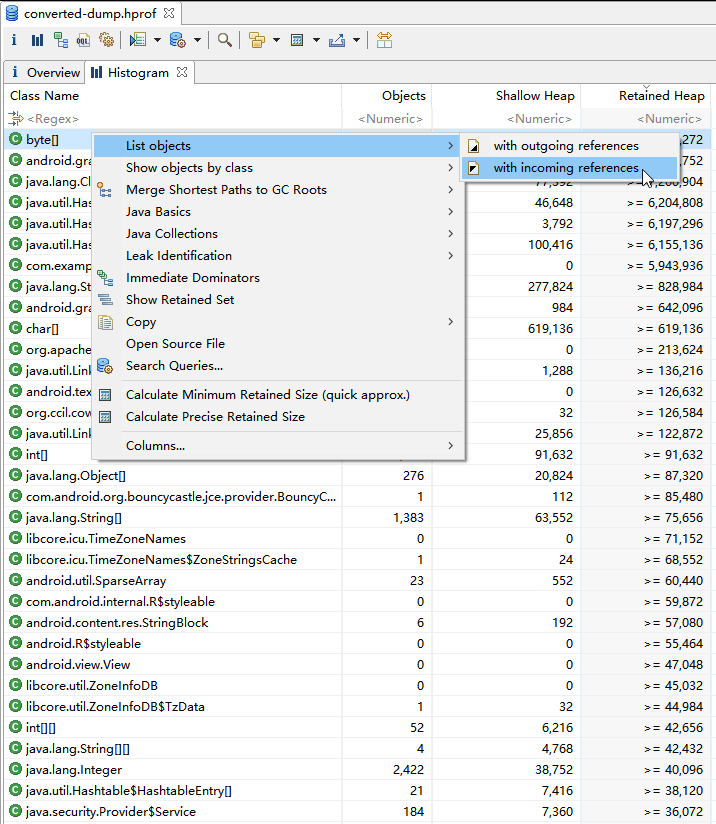 converted-dump.hprof
Overview
Histogram
Class Name Objects Shallow Heap Retained Heap
<Regex> <Numeric> <Numeric> <Numeric>
byte[]
List objects
with outgoing references
with incoming references
Show objects by class
Merge Shortest Paths to GC Roots
Java Basics
Java Collections
Leak Identification
Immediate Dominators
Show Retained Set
Copy
Open Source File
Search Queries...
Calculate Minimum Retained Size (quick approx.)
Calculate Precise Retained Size
Columns...
,272
android.gra ,752
java.lang.Cl
java.util.Has 46,648 >= 6,204,808
java.util.Has 3,792 >= 6,197,296
java.util.Has 100,416 >= 6,155,136
com.examp 0 >= 5,943,936
java.lang.St 277,824 >= 828,984
android.gra 984 >= 642,096
char[] 619,136 >= 619,136
org.apache 0 >= 213,624
java.util.Link 1,288 >= 136,216
android.tex 0 >= 126,632
org.ccil.cow 32 >= 126,584
java.util.Link 25,856 >= 122,872
int[] 91,632 >= 91,632
java.lang.Object[] 276 20,824 >= 87,320
com.android.org.bouncycastle.jce.provider.BouncyC... 1 112 >= 85,480
java.lang.String[] 1,383 63,552 >= 75,656
libcore.icu.TimeZoneNames 0 0 >= 71,152
libcore.icu.TimeZoneNames$ZoneStringsCache 1 24 >= 68,552
android.util.SparseArray 23 552 >= 60,440
com.android.internal.R$styleable 0 0 >= 59,872
android.content.res.StringBlock 6 192 >= 57,080
android.R$styleable 0 0 >= 55,464
android.view.View 0 0 >= 47,048
libcore.util.ZoneInfoDB 0 0 >= 45,032
libcore.util.ZoneInfoDB$TzData 1 32 >= 44,984
int[][] 52 6,216 >= 42,656
java.lang.String[][] 4 4,768 >= 42,432
java.lang.Integer 2,422 38,752 >= 40,096
java.util.Hashtable$HashtableEntry[] 21 7,416 >= 38,120
java.security.Provider$Service 184 7,360 >= 36,072